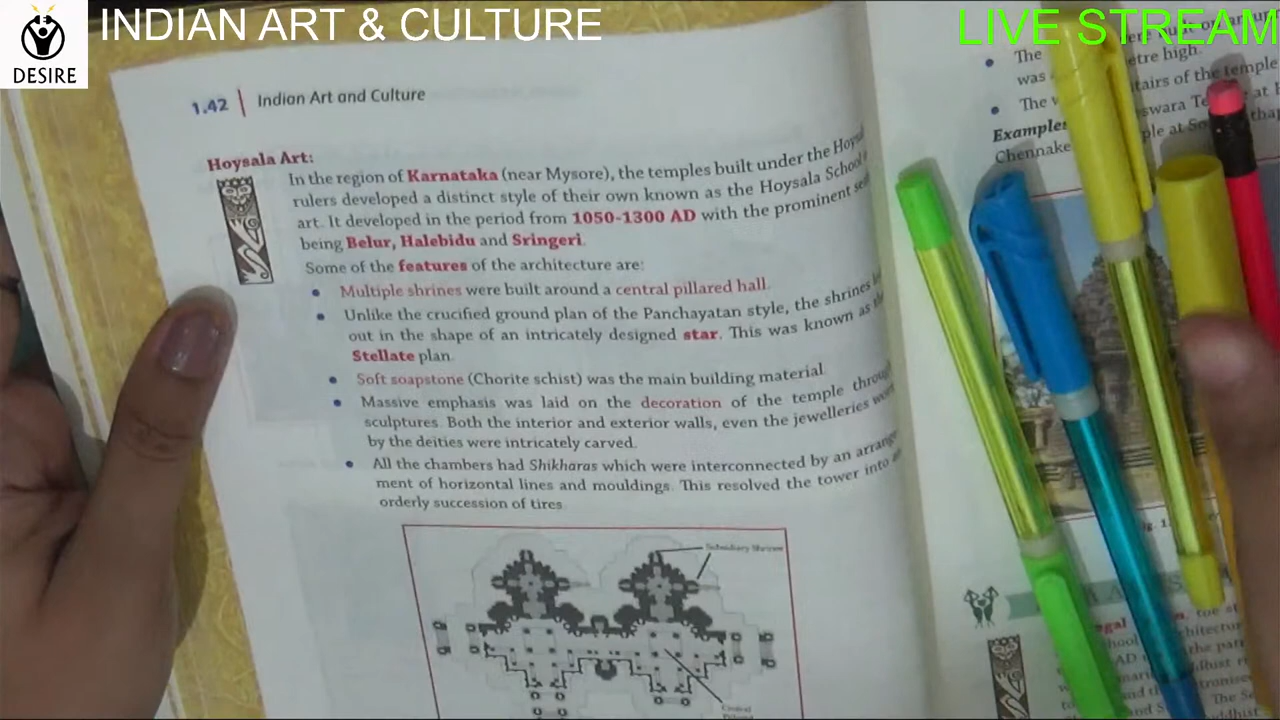 INDIAN ART & CULTURE
LIVE STREAM
DESIRE
1.42 | Indian Art and Culture
Hoysala Art:
In the region of Karnataka (near Mysore), the temples built under the
rulers developed a distinct style of their own known as the Hoysala School
art. It developed in the period from 1050-1300 AD with the prominent
being Belur, Halebidu and Sringeri.
Some of the features of the architecture are:
• Multiple shrines were built around a central pillared hall.
• Unlike the crucified ground plan of the Panchayatan style, the shrines
out in the shape of an intricately designed star. This was known as
Stellate plan.
• Soft soapstone (Chorite schist) was the main building material.
• Massive emphasis was laid on the decoration of the temple through
sculptures. Both the interior and exterior walls, even the jewelleries
by the deities were intricately carved.
• All the chambers had Shikharas which were interconnected by an arrange
ment of horizontal lines and mouldings. This resolved the tower into
orderly succession of tires
Subsidiary Shrines
Central
• The
etre high.
was
tairs of the temple
• The
Examples
Chennake